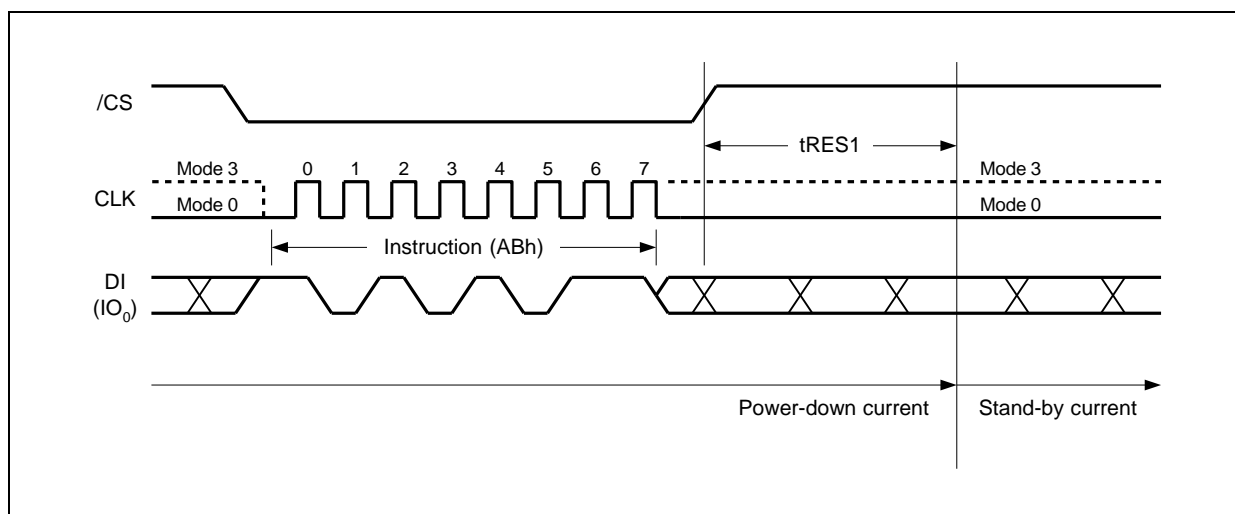 /CS
tRES1
Mode 3 0 1 2 3 4 5 6 7 Mode 3
CLK
Mode 0 Mode 0
Instruction (ABh)
DI
(IO0)
Power-down current Stand-by current